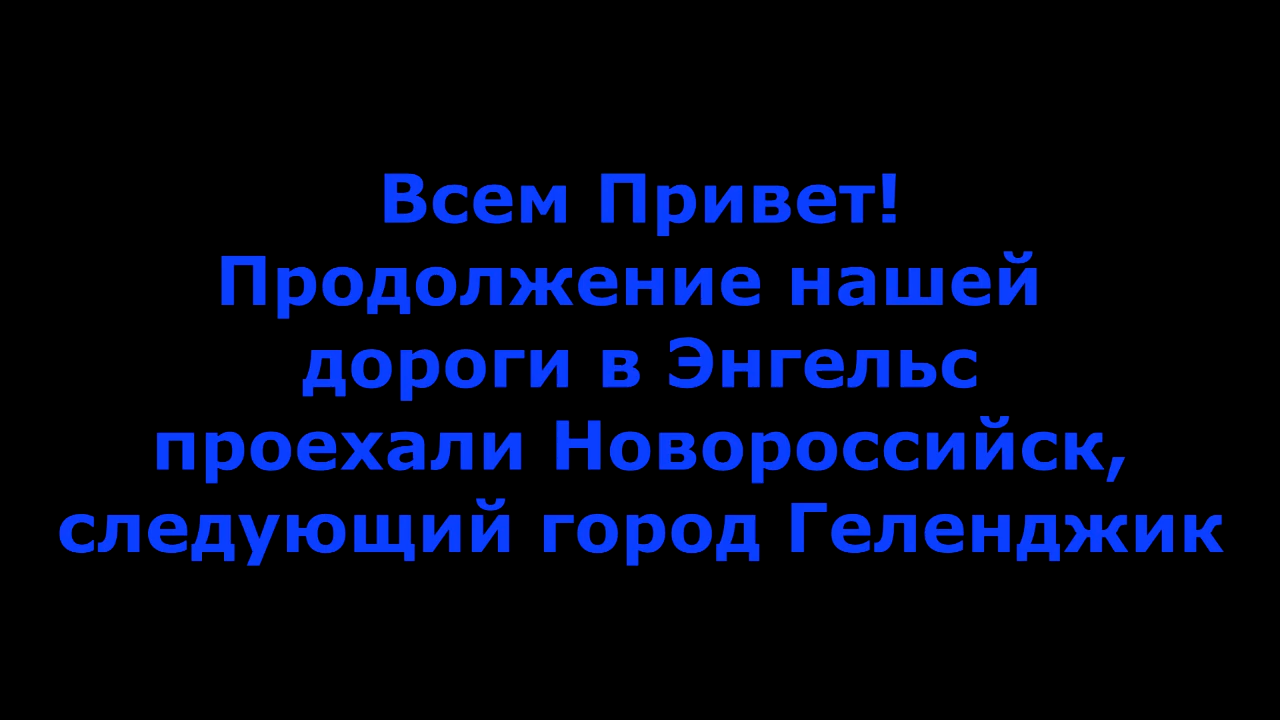 Всем Привет!
Продолжение нашей
дороги в Энгельс
проехали Новороссийск,
следующий город Геленджик